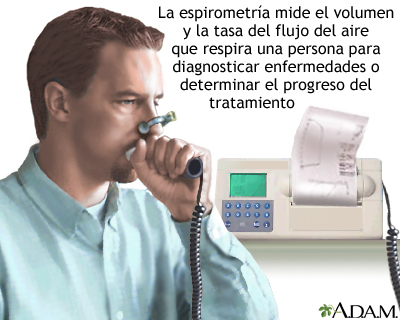 La espirometría mide el volumen
y la tasa del flujo del aire
que respira una persona para
diagnosticar enfermedades o
determinar el progreso del
tratamiento
A.D.A.M.